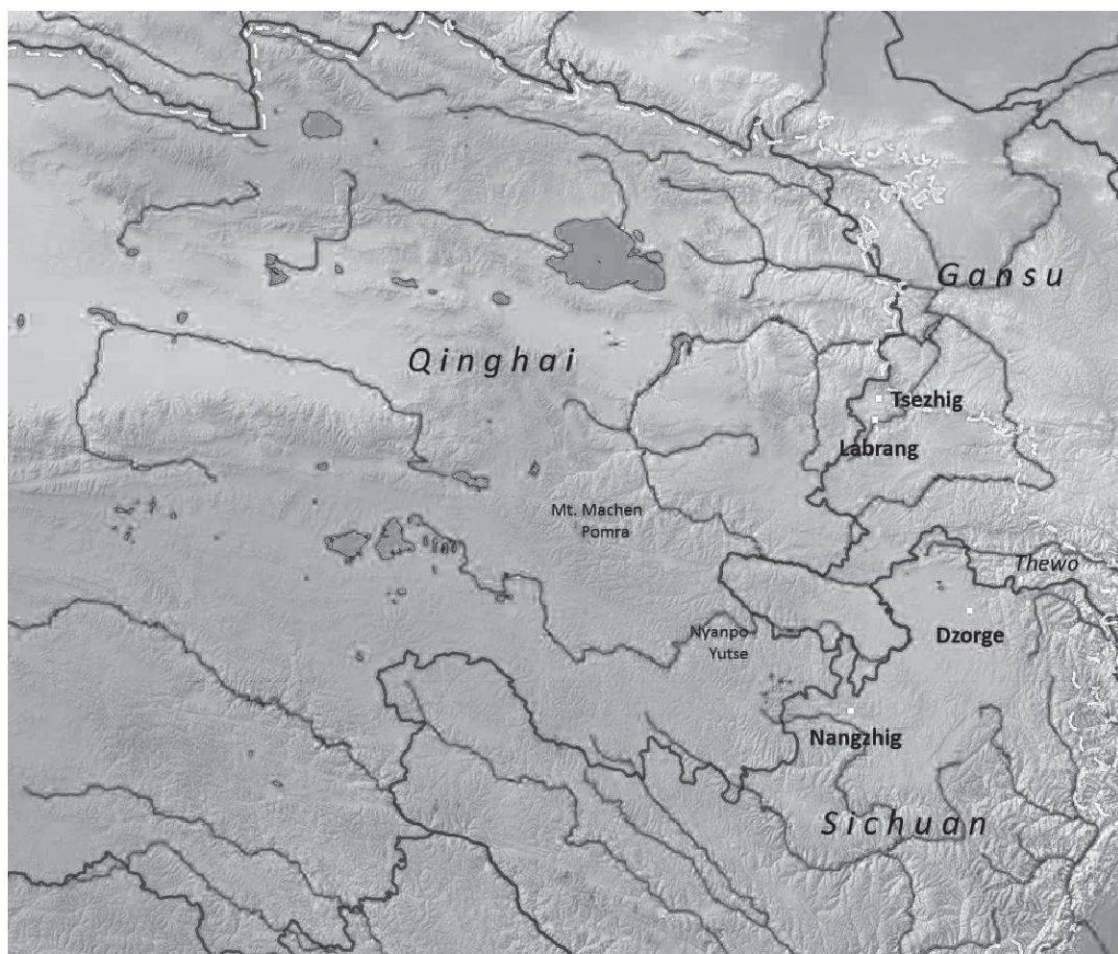 Gansu
Qinghai
Tsezhig
Labrang
Mt. Machen
Pomra
Thewo
Nyanpo
Yutse
Dzorge
Nangzhig
Sichuan